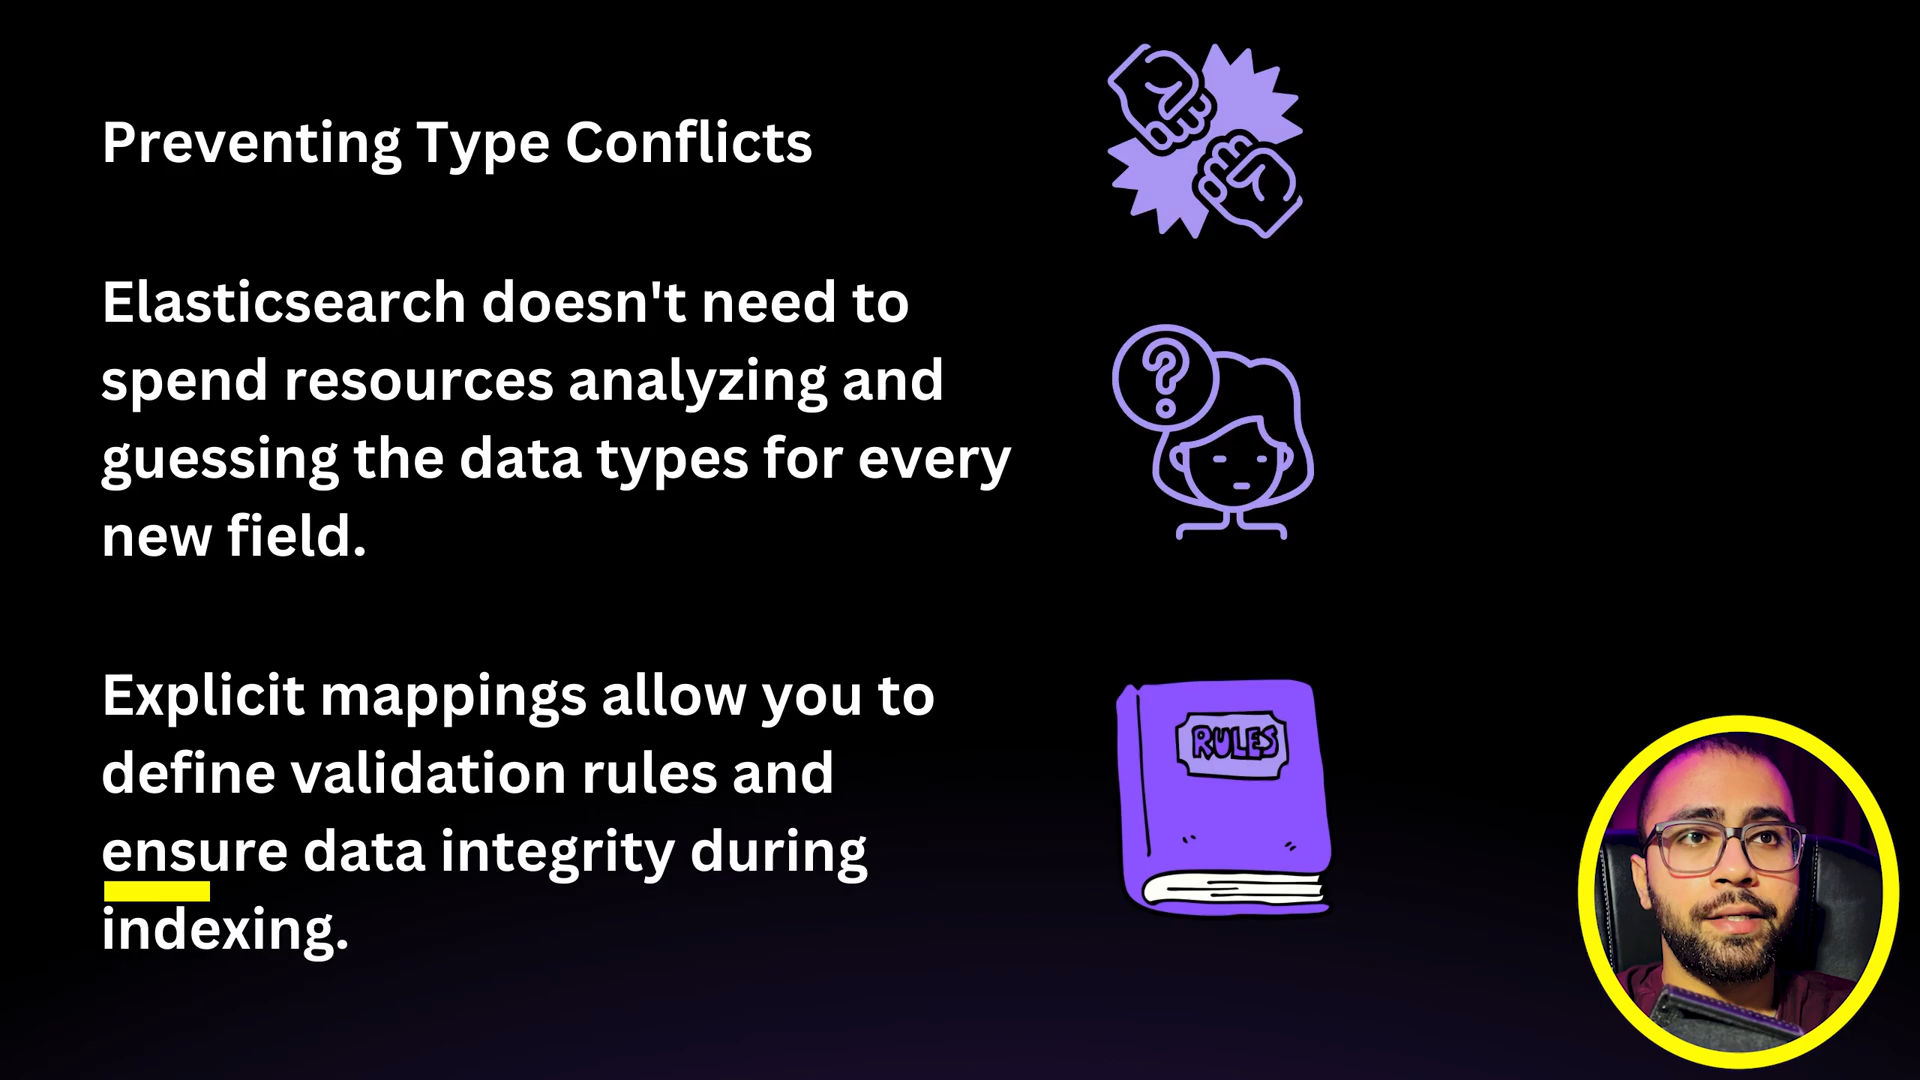 Preventing Type Conflicts
Elasticsearch doesn't need to
spend resources analyzing and
guessing the data types for every
new field.
Explicit mappings allow you to
define validation rules and
ensure data integrity during
indexing.
RULES